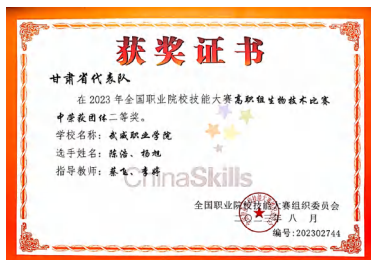 获奖证书
甘肃省代表队
在2023年全国职业院校技能大赛高职组生物技术比赛
中荣获团体二等奖。
学校名称：武威职业学院
选手姓名：陈浩、杨旭
指导教师：蔡飞、李婷
ChinaSkills
全国职业院校技能大赛组织委员会
二〇二三年八月
编号:202302744